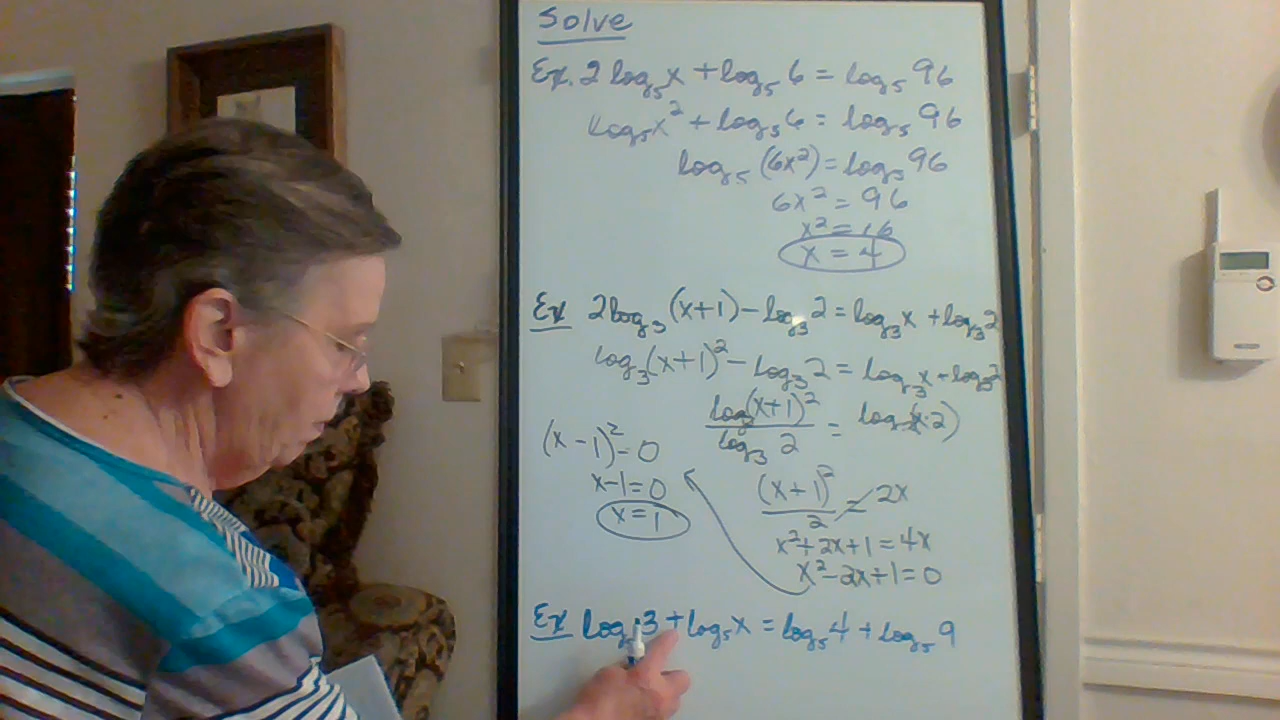 Solve
Ex. 2 log₅ x + log₅ 6 = log₅ 96
log₅ x² + log₅ 6 = log₅ 96
log₅ (6x²) = log₅ 96
6x² = 96
x² = 16
x = 4
Ex 2log₃ (x+1) - log₃ 2 = log₃ x + log₃ 2
log₃ (x+1)² - log₃ 2 = log₃ x + log₃ 2
log₃(x+1)² / log₃ 2 = log₃(x·2)
(x+1)² / 2 = 2x
x² + 2x + 1 = 4x
x² - 2x + 1 = 0
(x - 1)² = 0
x - 1 = 0
x = 1
Ex log₅ 3 + log₅ x = log₅ 4 + log₅ 9